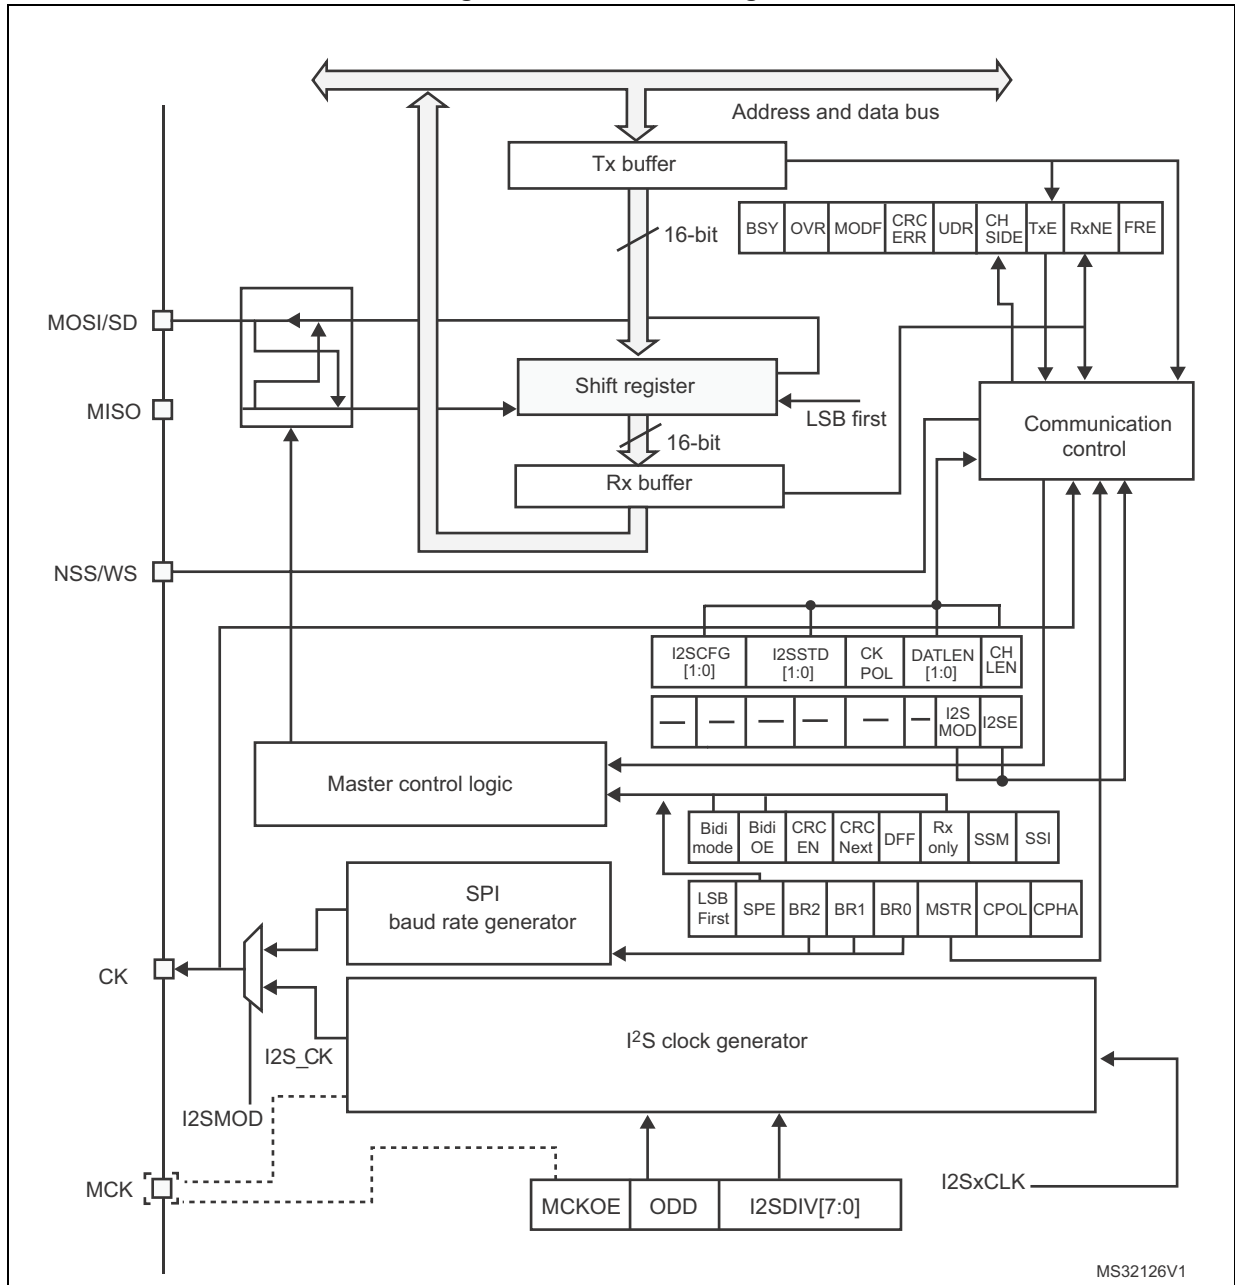 Address and data bus
Tx buffer
16-bit
BSY OVR MODF CRC ERR UDR CH SIDE TxE RxNE FRE
MOSI/SD
Shift register
MISO
LSB first
Communication
control
16-bit
Rx buffer
NSS/WS
I2SCFG [1:0] I2SSTD [1:0] CK POL DATLEN [1:0] CH LEN
— — — — — — I2S MOD I2SE
Master control logic
Bidi mode Bidi OE CRC EN CRC Next DFF Rx only SSM SSI
LSB First SPE BR2 BR1 BR0 MSTR CPOL CPHA
SPI
baud rate generator
CK
I2S clock generator
I2S_CK
I2SMOD
MCK
I2SxCLK
MCKOE ODD I2SDIV[7:0]
MS32126V1